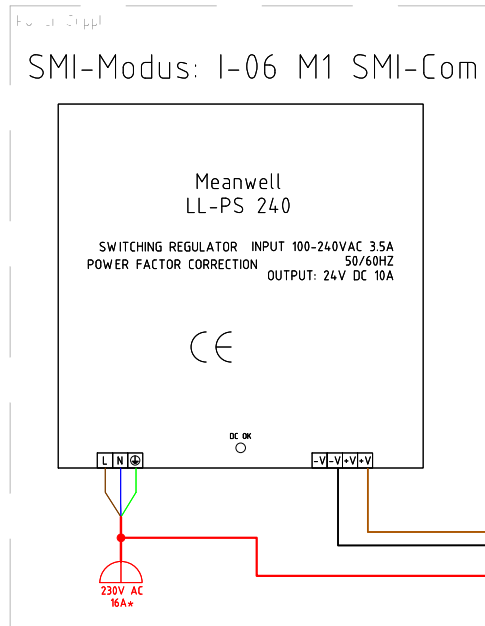 SMI-Modus: I-06 M1 SMI-Com
Meanwell
LL-PS 240
SWITCHING REGULATOR INPUT 100-240VAC 3.5A
POWER FACTOR CORRECTION 50/60HZ
OUTPUT: 24V DC 10A
CE
DC OK
L N -V -V +V +V
230V AC
16A*